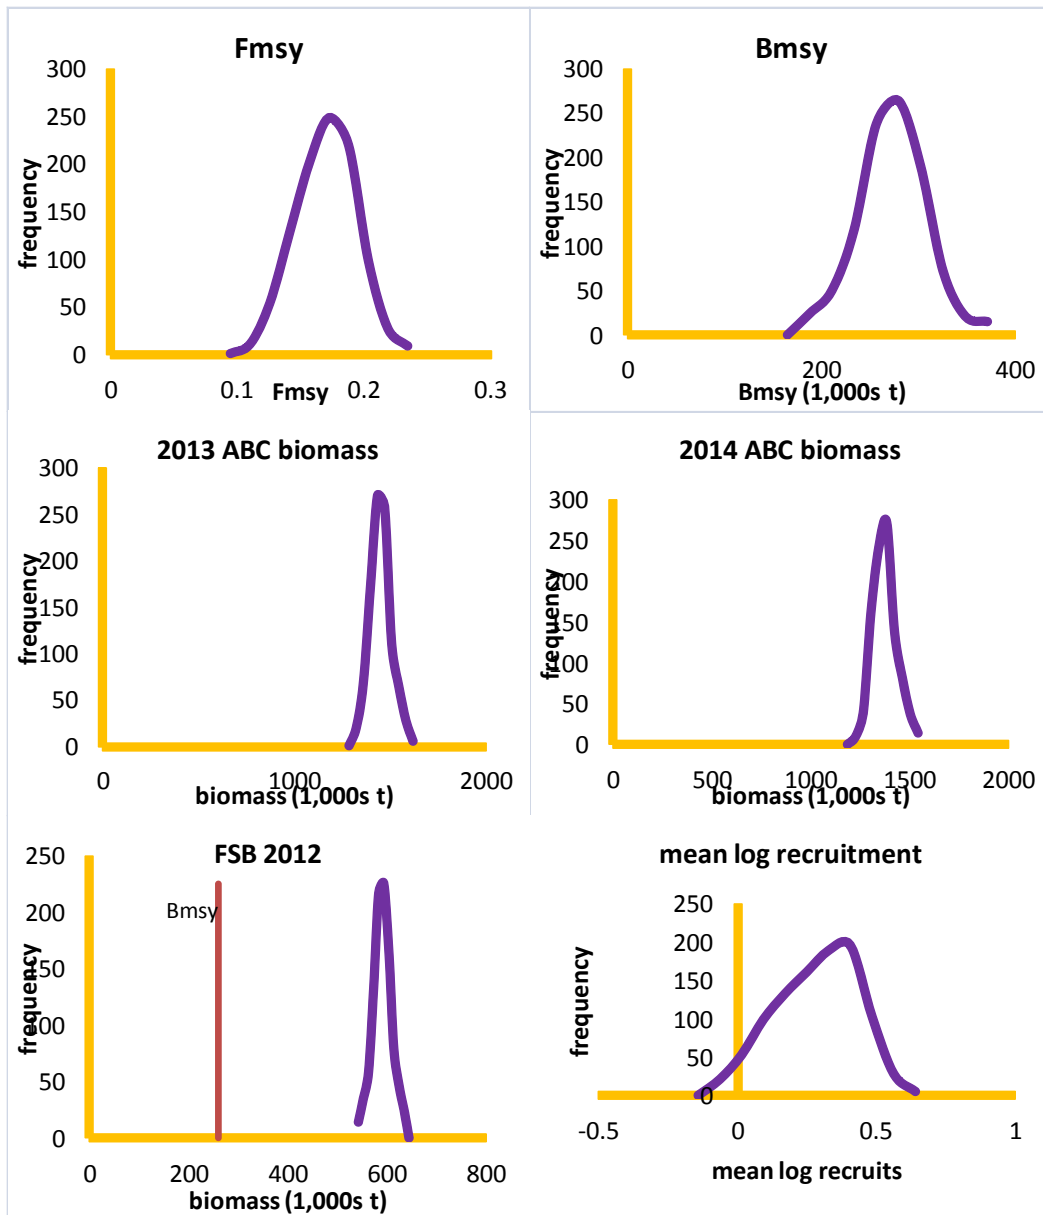 Fmsy
300
250
200
150
100
50
0
frequency
0 0.1 0.2 0.3
Fmsy
Bmsy
300
250
200
150
100
50
0
frequency
0 200 400
Bmsy (1,000s t)
2013 ABC biomass
300
250
200
150
100
50
0
frequency
0 1000 2000
biomass (1,000s t)
2014 ABC biomass
300
250
200
150
100
50
0
frequency
0 500 1000 1500 2000
biomass (1,000s t)
FSB 2012
250
200
150
100
50
0
frequency
Bmsy
0 200 400 600 800
biomass (1,000s t)
mean log recruitment
250
200
150
100
50
0
frequency
-0.5 0 0.5 1
mean log recruits